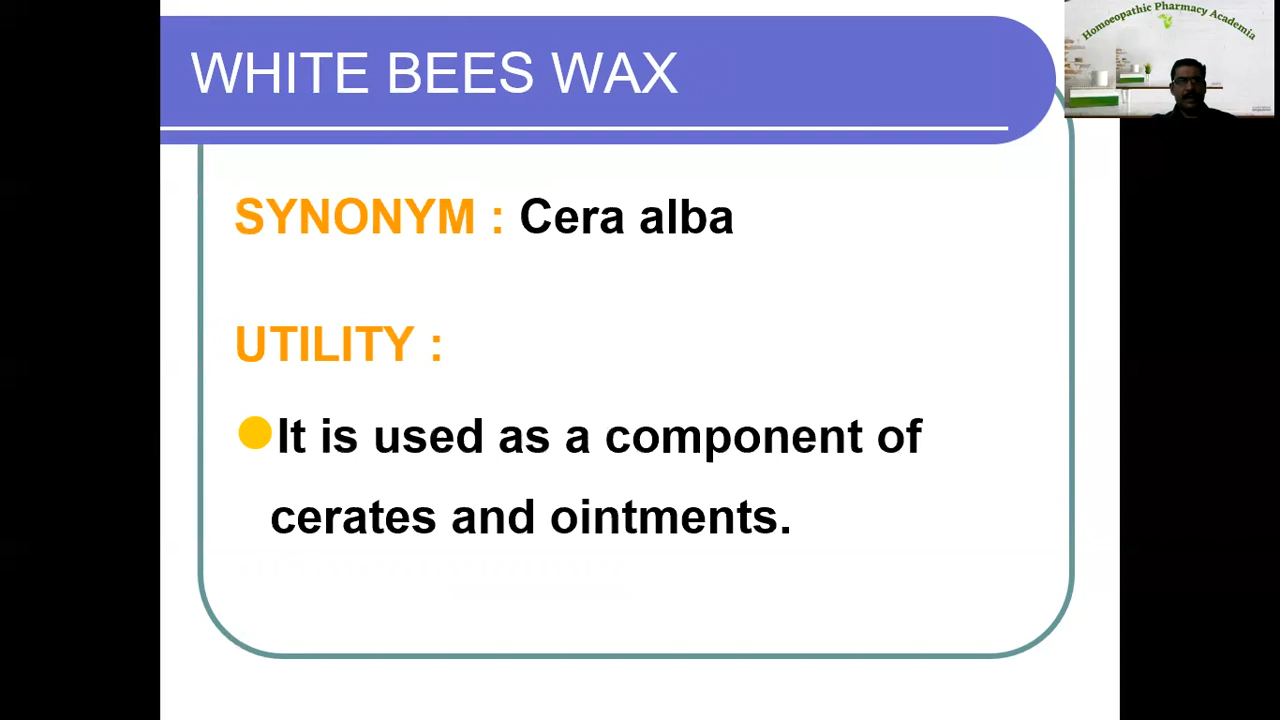 WHITE BEES WAX
Homoeopathic Pharmacy Academia
SYNONYM : Cera alba
UTILITY :
It is used as a component of
cerates and ointments.